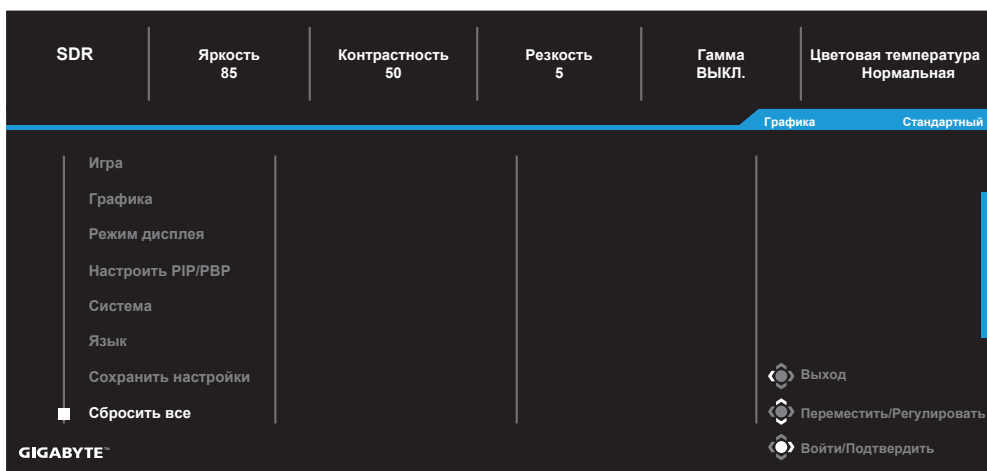 SDR
Яркость
85
Контрастность
50
Резкость
5
Гамма
ВЫКЛ.
Цветовая температура
Нормальная
Графика Стандартный
Игра
Графика
Режим дисплея
Настроить PIP/PBP
Система
Язык
Сохранить настройки
Сбросить все
Выход
Переместить/Регулировать
Войти/Подтвердить
GIGABYTE™